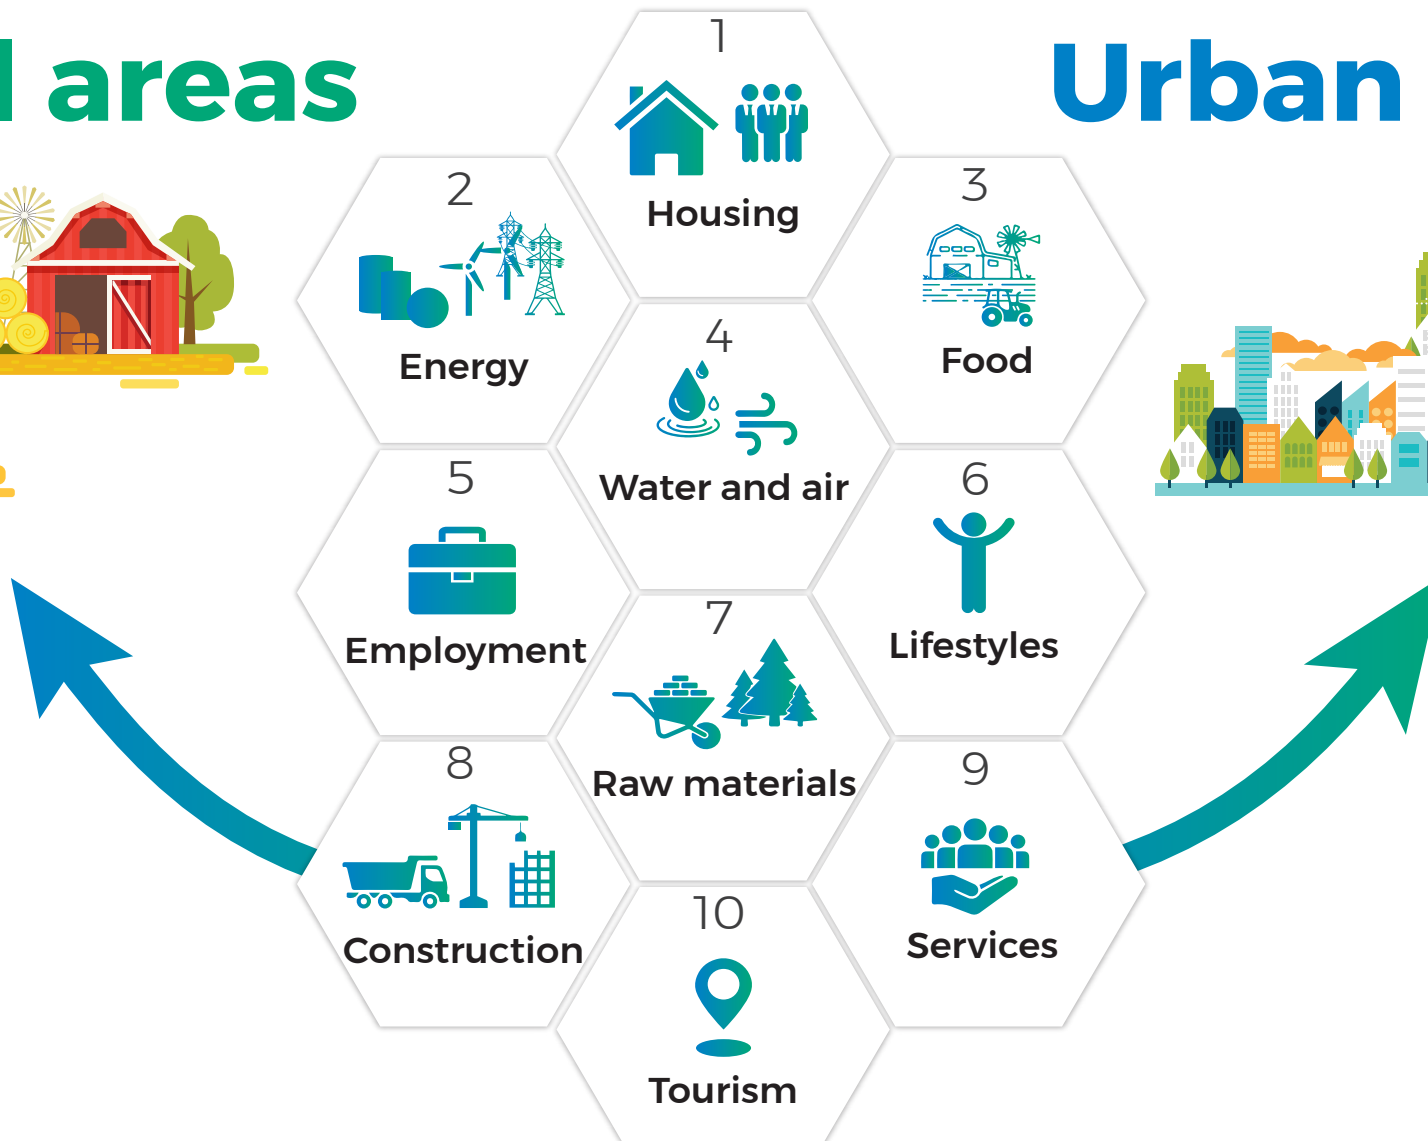 areas
Urban
1
Housing
2
Energy
3
Food
4
Water and air
5
Employment
6
Lifestyles
7
Raw materials
8
Construction
9
Services
10
Tourism